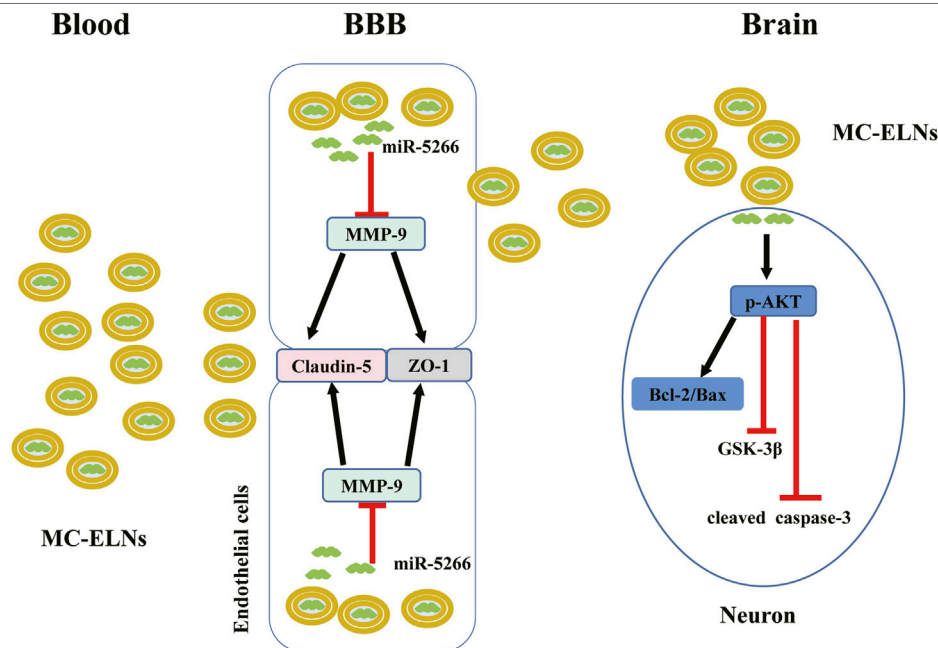 Blood
BBB
Brain
MC-ELNs
miR-5266
MMP-9
p-AKT
Claudin-5
ZO-1
Bcl-2/Bax
GSK-3β
MMP-9
cleaved caspase-3
MC-ELNs
Endothelial cells
miR-5266
Neuron